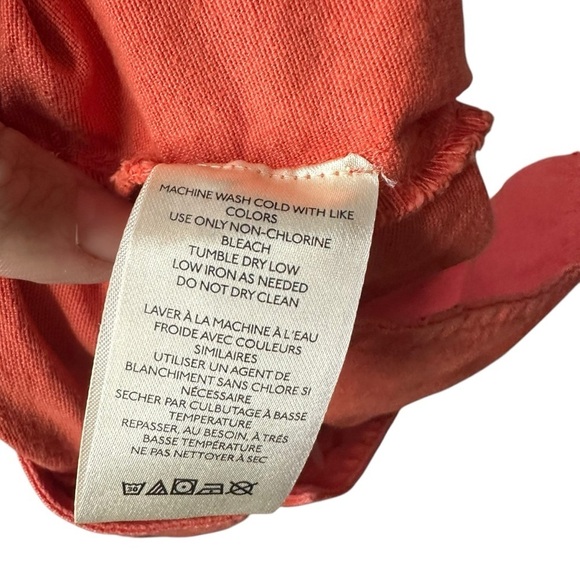 MACHINE WASH COLD WITH LIKE
COLORS
USE ONLY NON-CHLORINE
BLEACH
TUMBLE DRY LOW
LOW IRON AS NEEDED
DO NOT DRY CLEAN
LAVER À LA MACHINE À L'EAU
FROIDE AVEC COULEURS
SIMILAIRES
UTILISER UN AGENT DE
BLANCHIMENT SANS CHLORE SI
NÉCESSAIRE
SECHER PAR CULBUTAGE À BASSE
TEMPERATURE
REPASSER, AU BESOIN, À TRÉS
BASSE TEMPÉRATURE
NE PAS NETTOYER À SEC
30